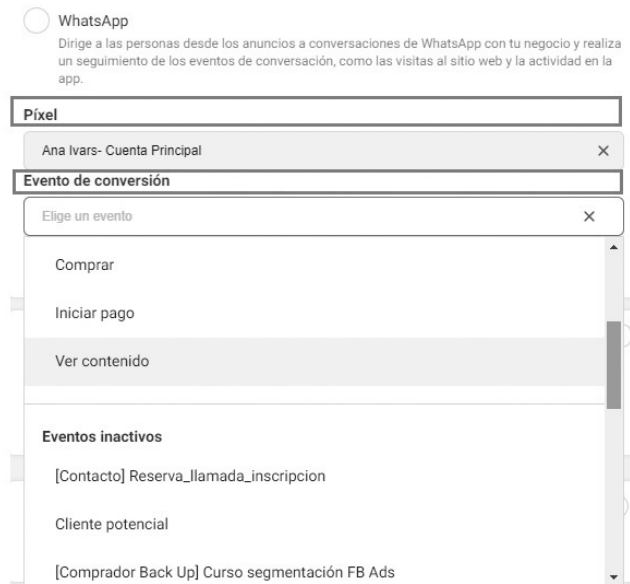 WhatsApp
Dirige a las personas desde los anuncios a conversaciones de WhatsApp con tu negocio y realiza
un seguimiento de los eventos de conversación, como las visitas al sitio web y la actividad en la
app.
Píxel
Ana Ivars- Cuenta Principal
Evento de conversión
Elige un evento
Comprar
Iniciar pago
Ver contenido
Eventos inactivos
[Contacto] Reserva_llamada_inscripcion
Cliente potencial
[Comprador Back Up] Curso segmentación FB Ads